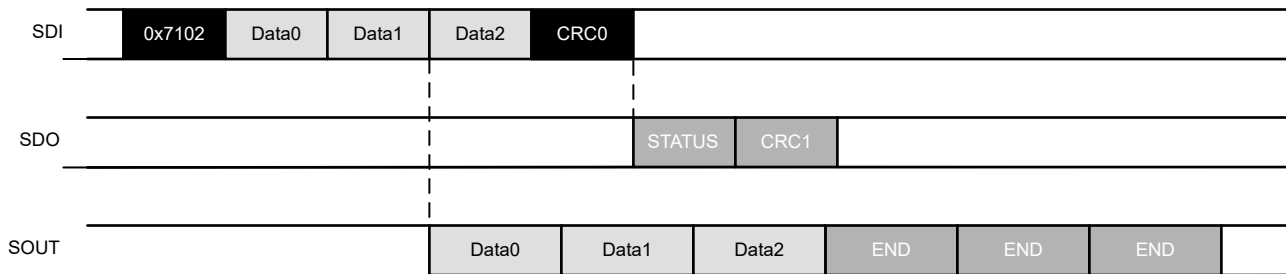 SDI 0x7102 Data0 Data1 Data2 CRC0
SDO STATUS CRC1
SOUT Data0 Data1 Data2 END END END